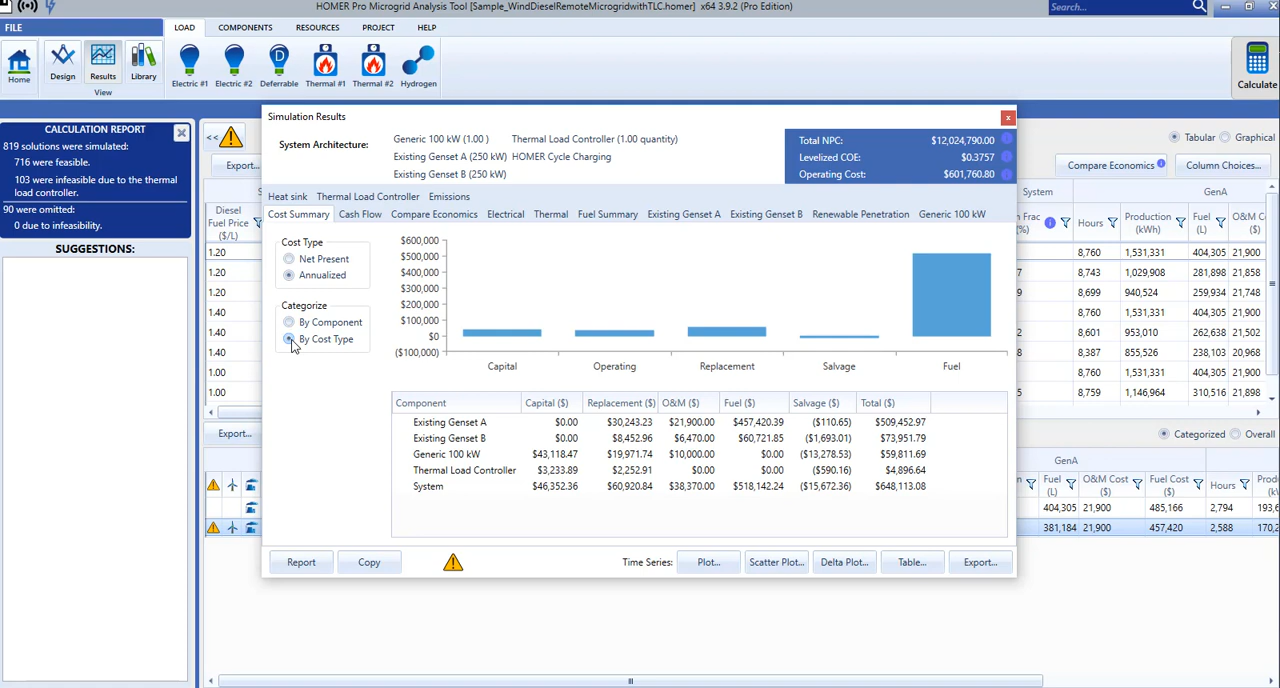 HOMER Pro Microgrid Analysis Tool [Sample_WindDieselRemoteMicrogridwithTLC.homer] x64 3.9.2 (Pro Edition)
Search...
FILE LOAD COMPONENTS RESOURCES PROJECT HELP
Home Design Results Library Electric #1 Electric #2 Deferrable Thermal #1 Thermal #2 Hydrogen Calculate
View
CALCULATION REPORT
819 solutions were simulated:
716 were feasible.
103 were infeasible due to the thermal
load controller.
90 were omitted:
0 due to infeasibility.
SUGGESTIONS:
<<
Export...
Tabular Graphical
Compare Economics Column Choices...
System GenA
Diesel
Fuel Price
($/L)
Hours Production
(kWh) Fuel
(L)
1.20 8,760 1,531,331 404,305 21,900
1.20 8,743 1,029,908 281,898 21,858
1.20 8,699 940,524 259,934 21,748
1.40 8,760 1,531,331 404,305 21,900
1.40 8,601 953,010 262,638 21,502
1.40 8,387 855,526 238,103 20,968
1.00 8,760 1,531,331 404,305 21,900
1.00 8,759 1,146,964 310,516 21,898
Simulation Results
System Architecture:
Generic 100 kW (1.00 ) Thermal Load Controller (1.00 quantity)
Existing Genset A (250 kW) HOMER Cycle Charging
Existing Genset B (250 kW)
Total NPC: $12,024,790.00
Levelized COE: $0.3757
Operating Cost: $601,760.80
Heat sink Thermal Load Controller Emissions
Cost Summary Cash Flow Compare Economics Electrical Thermal Fuel Summary Existing Genset A Existing Genset B Renewable Penetration Generic 100 kW
Cost Type
Net Present
Annualized
Categorize
By Component
By Cost Type
$600,000
$500,000
$400,000
$300,000
$200,000
$100,000
$0
($100,000)
Capital Operating Replacement Salvage Fuel
Component Capital ($) Replacement ($) O&M ($) Fuel ($) Salvage ($) Total ($)
Existing Genset A $0.00 $30,243.23 $21,900.00 $457,420.39 ($110.65) $509,452.97
Existing Genset B $0.00 $8,452.96 $6,470.00 $60,721.85 ($1,693.01) $73,951.79
Generic 100 kW $43,118.47 $19,971.74 $10,000.00 $0.00 ($13,278.53) $59,811.69
Thermal Load Controller $3,233.89 $2,252.91 $0.00 $0.00 ($590.16) $4,896.64
System $46,352.36 $60,920.84 $38,370.00 $518,142.24 ($15,672.36) $648,113.08
Report Copy Time Series: Plot... Scatter Plot... Delta Plot... Table... Export...
Export...
Categorized Overall
GenA
Fuel
(L) O&M Cost
($) Fuel Cost
($) Hours
404,305 21,900 485,166 2,794
381,184 21,900 457,420 2,588